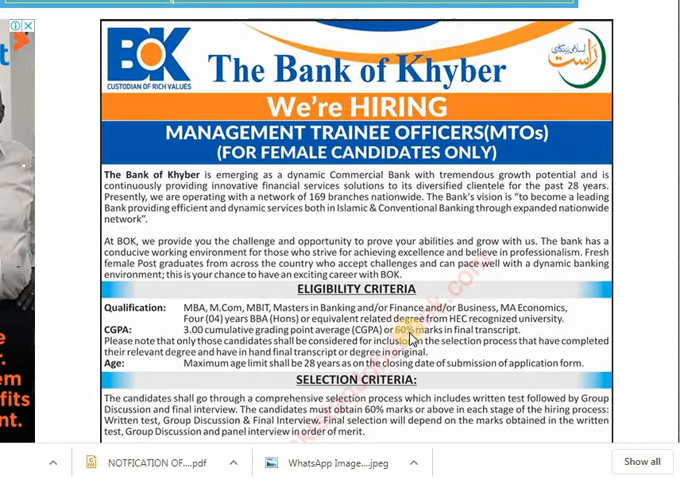 BOK
CUSTODIAN OF RICH VALUES
The Bank of Khyber
راست
اسلامی بینکاری
We're HIRING
MANAGEMENT TRAINEE OFFICERS(MTOs)
(FOR FEMALE CANDIDATES ONLY)
The Bank of Khyber is emerging as a dynamic Commercial Bank with tremendous growth potential and is
continuously providing innovative financial services solutions to its diversified clientele for the past 28 years.
Presently, we are operating with a network of 169 branches nationwide. The Bank's vision is "to become a leading
Bank providing efficient and dynamic services both in Islamic & Conventional Banking through expanded nationwide
network".
At BOK, we provide you the challenge and opportunity to prove your abilities and grow with us. The bank has a
conducive working environment for those who strive for achieving excellence and believe in professionalism. Fresh
female Post graduates from across the country who accept challenges and can pace well with a dynamic banking
environment; this is your chance to have an exciting career with BOK.
ELIGIBILITY CRITERIA
Qualification: MBA, M.Com, MBIT, Masters in Banking and/or Finance and/or Business, MA Economics,
Four (04) years BBA (Hons) or equivalent related degree from HEC recognized university.
CGPA: 3.00 cumulative grading point average (CGPA) or 60% marks in final transcript.
Please note that only those candidates shall be considered for inclusion in the selection process that have completed
their relevant degree and have in hand final transcript or degree in original.
Age: Maximum age limit shall be 28 years as on the closing date of submission of application form.
SELECTION CRITERIA:
The candidates shall go through a comprehensive selection process which includes written test followed by Group
Discussion and final interview. The candidates must obtain 60% marks or above in each stage of the hiring process:
Written test, Group Discussion & Final Interview. Final selection will depend on the marks obtained in the written
test, Group Discussion and panel interview in order of merit.
NOTFICATION OF....pdf
WhatsApp Image....jpeg
Show all